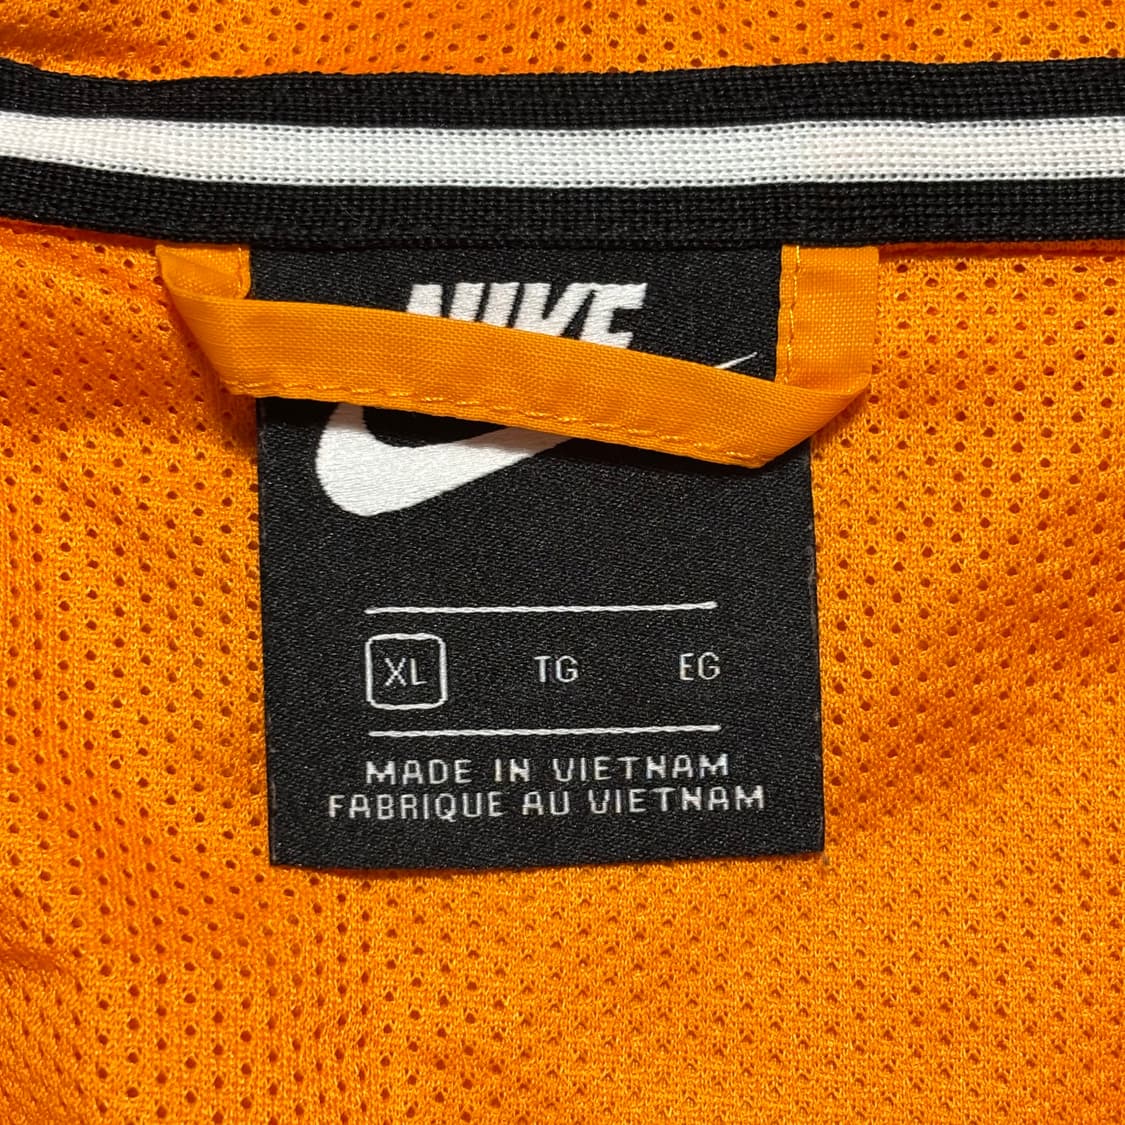 NIKE
XL TG EG
MADE IN VIETNAM
FABRIQUE AU VIETNAM